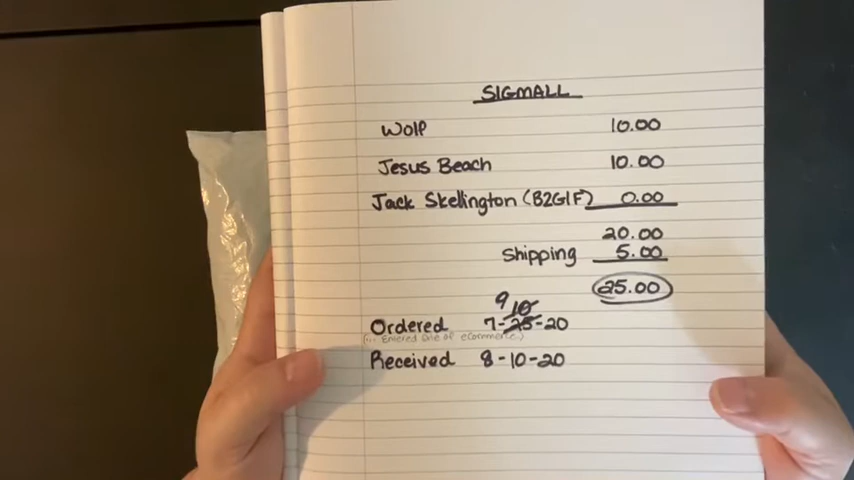 SIGMALL
Wolf 10.00
Jesus Beach 10.00
Jack Skellington (B2G1F) 0.00
20.00
Shipping 5.00
25.00
9 10
Ordered 7-25-20
Received 8-10-20